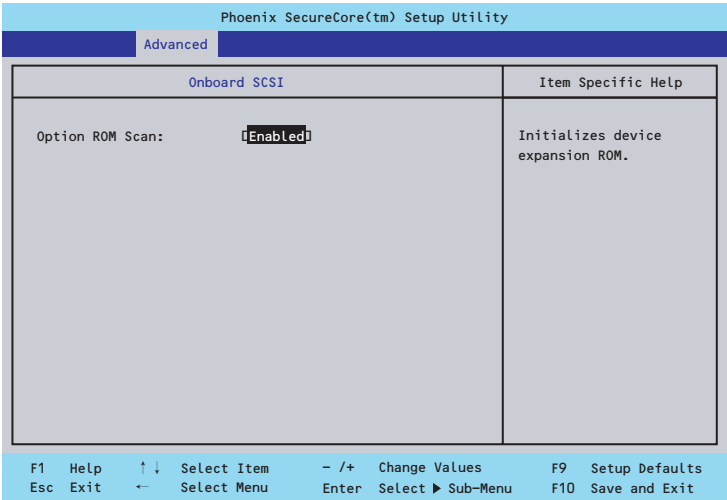 Phoenix SecureCore(tm) Setup Utility
Advanced
Onboard SCSI
Item Specific Help
Option ROM Scan: [Enabled]
Initializes device
expansion ROM.
F1 Help ↑↓ Select Item − /+ Change Values F9 Setup Defaults
Esc Exit ← Select Menu Enter Select ▶ Sub−Menu F10 Save and Exit